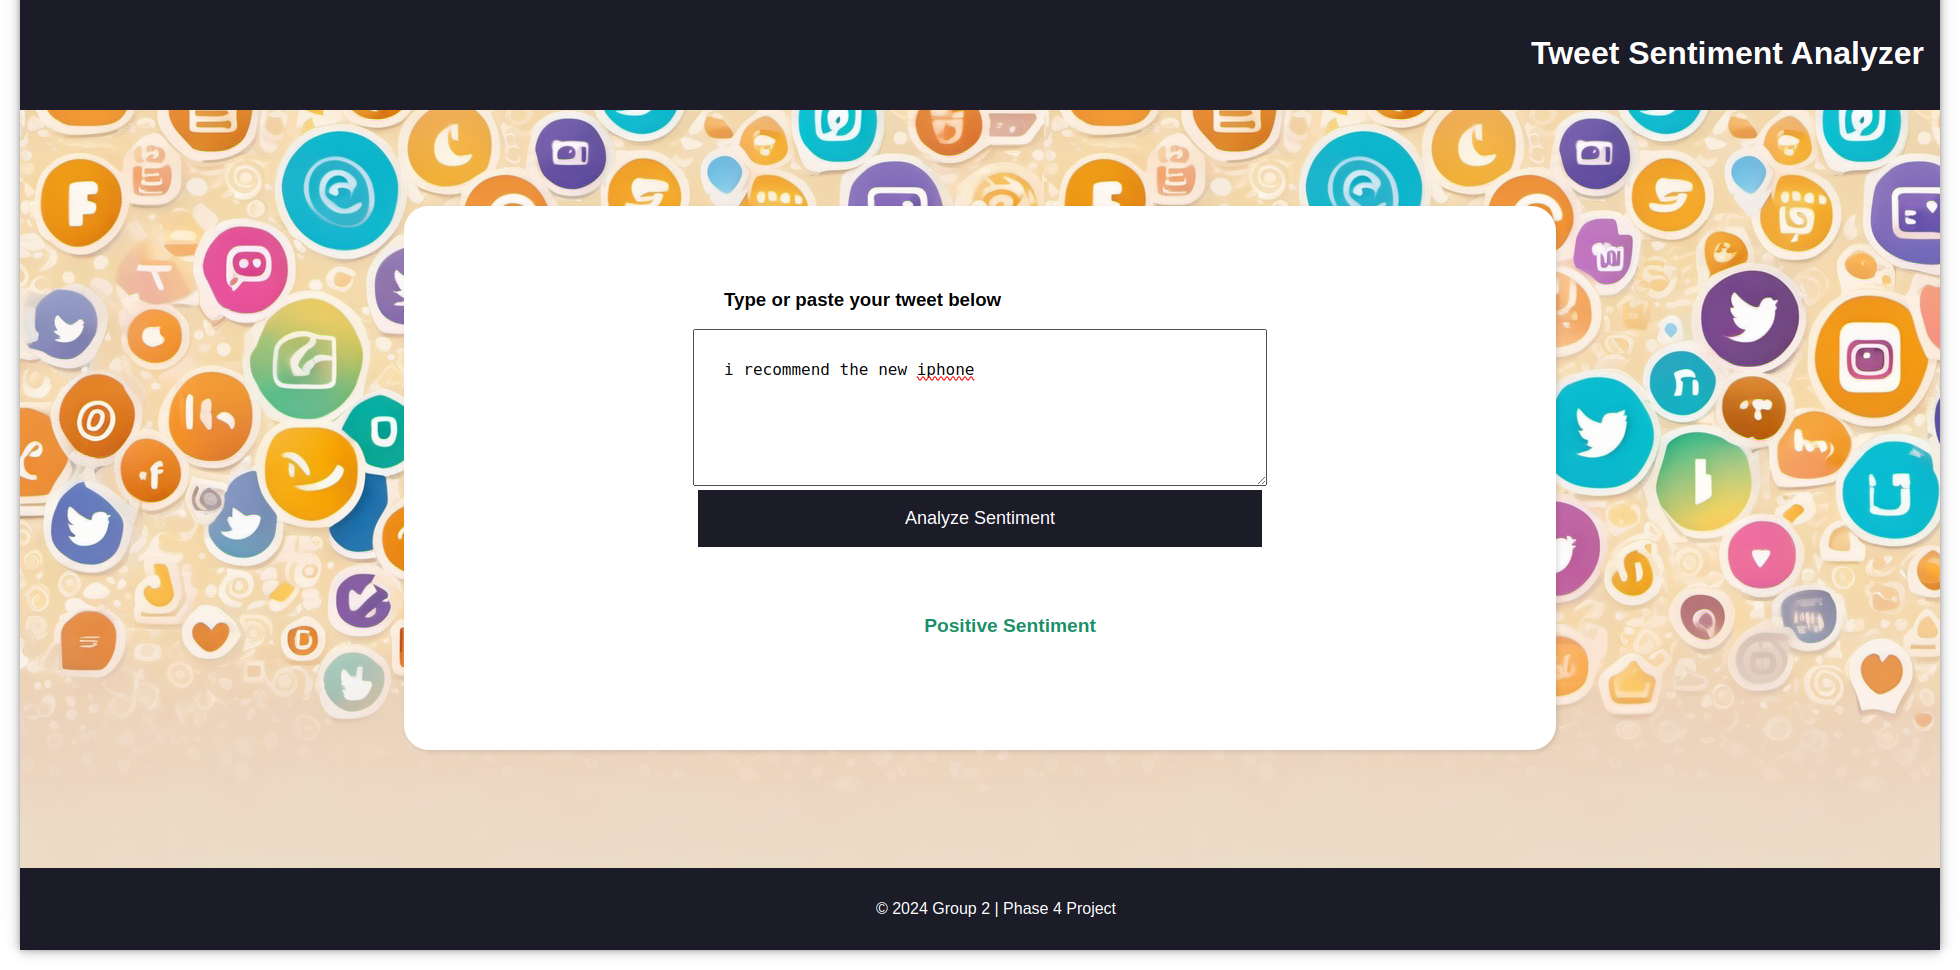 Tweet Sentiment Analyzer
Type or paste your tweet below
i recommend the new iphone
Analyze Sentiment
Positive Sentiment
© 2024 Group 2 | Phase 4 Project